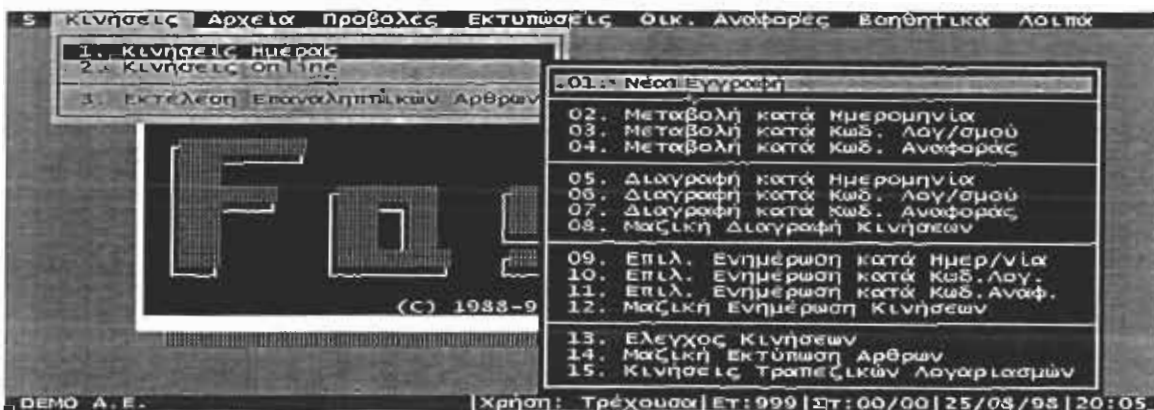 S Κινήσεις Αρχεία Προβολές Εκτυπώσεις Οικ. Αναφορές Βοηθητικά Λοιπά
1. Κινήσεις Ημέρας
2. Κινήσεις Online
3. Εκτέλεση Επαναληπτικών Αρθρων
01. Νέα Εγγραφή
02. Μεταβολή κατά Ημερομηνία
03. Μεταβολή κατά Κωδ. Λογ/σμού
04. Μεταβολή κατά Κωδ. Αναφοράς
05. Διαγραφή κατά Ημερομηνία
06. Διαγραφή κατά Κωδ. Λογ/σμού
07. Διαγραφή κατά Κωδ. Αναφοράς
08. Μαζική Διαγραφή Κινήσεων
09. Επιλ. Ενημέρωση κατά Ημερ/νία
10. Επιλ. Ενημέρωση κατά Κωδ.Λογ.
11. Επιλ. Ενημέρωση κατά Κωδ.Αναφ.
12. Μαζική Ενημέρωση Κινήσεων
13. Ελεγχος Κινήσεων
14. Μαζική Εκτύπωση Αρθρων
15. Κινήσεις Τραπεζικών Λογαριασμών
Fas
(C) 1988-9
DEMO A.E. |Χρήση: Τρέχουσα|Ετ:999|Στ:00/00|25/08/98|20:05